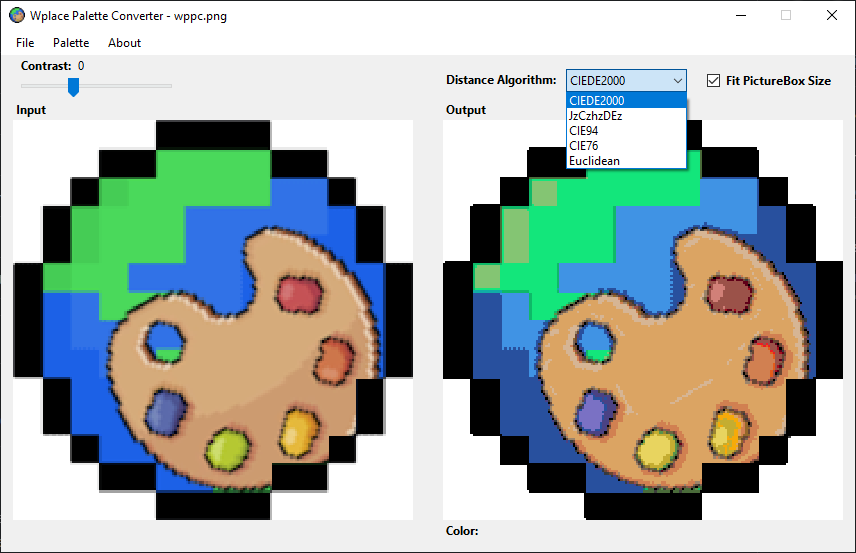 Wplace Palette Converter - wppc.png
File Palette About
Contrast: 0
Distance Algorithm: CIEDE2000 Fit PictureBox Size
CIEDE2000
JzCzhzDEz
CIE94
CIE76
Euclidean
Input
Output
Color: